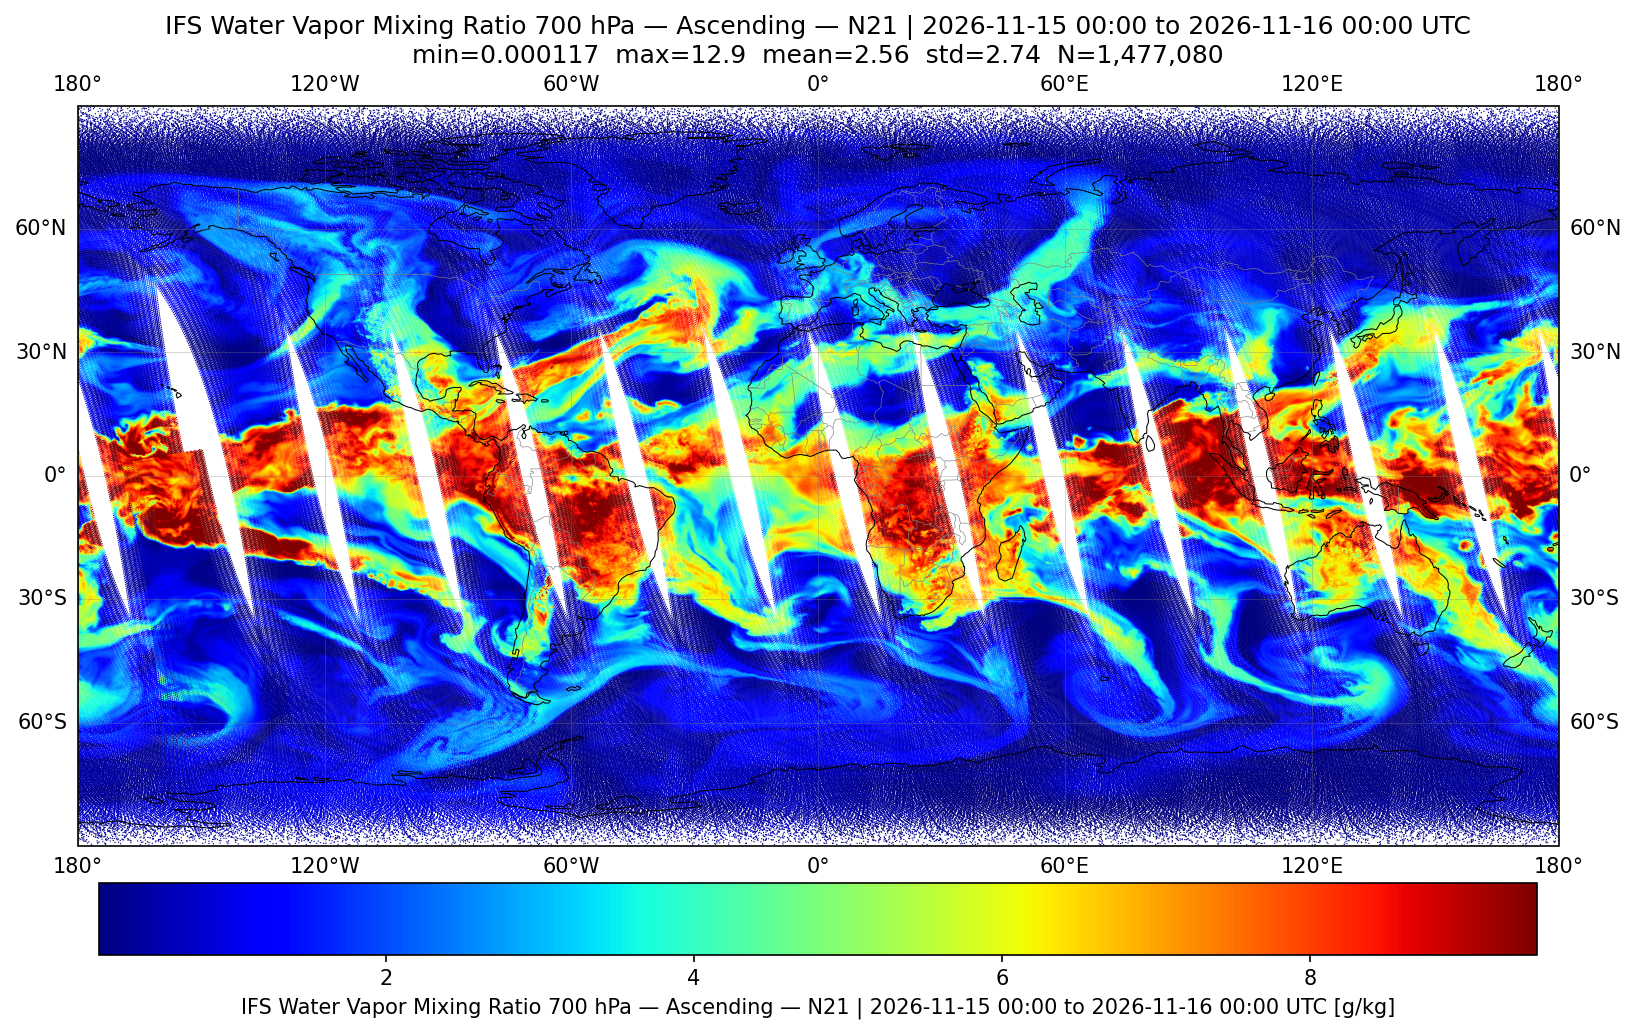 IFS Water Vapor Mixing Ratio 700 hPa — Ascending — N21 | 2026-11-15 00:00 to 2026-11-16 00:00 UTC
min=0.000117 max=12.9 mean=2.56 std=2.74 N=1,477,080
180° 120°W 60°W 0° 60°E 120°E 180°
60°N 60°N
30°N 30°N
0° 0°
30°S 30°S
60°S 60°S
180° 120°W 60°W 0° 60°E 120°E 180°
2 4 6 8
IFS Water Vapor Mixing Ratio 700 hPa — Ascending — N21 | 2026-11-15 00:00 to 2026-11-16 00:00 UTC [g/kg]